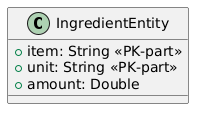 C IngredientEntity
item: String «PK-part»
unit: String «PK-part»
amount: Double